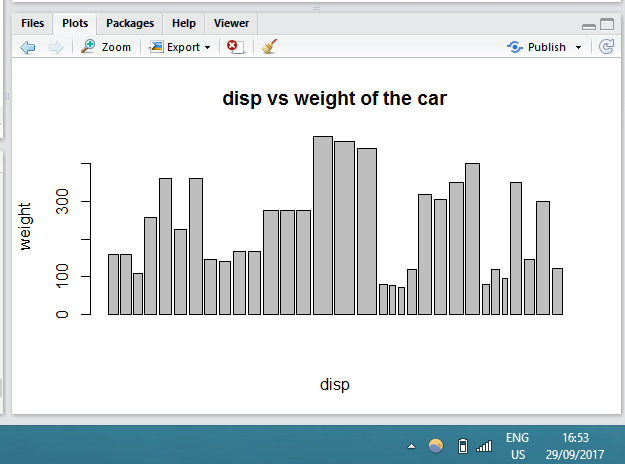 Files Plots Packages Help Viewer
Zoom Export Publish
disp vs weight of the car
weight
300
100
0
disp
ENG 16:53
US 29/09/2017